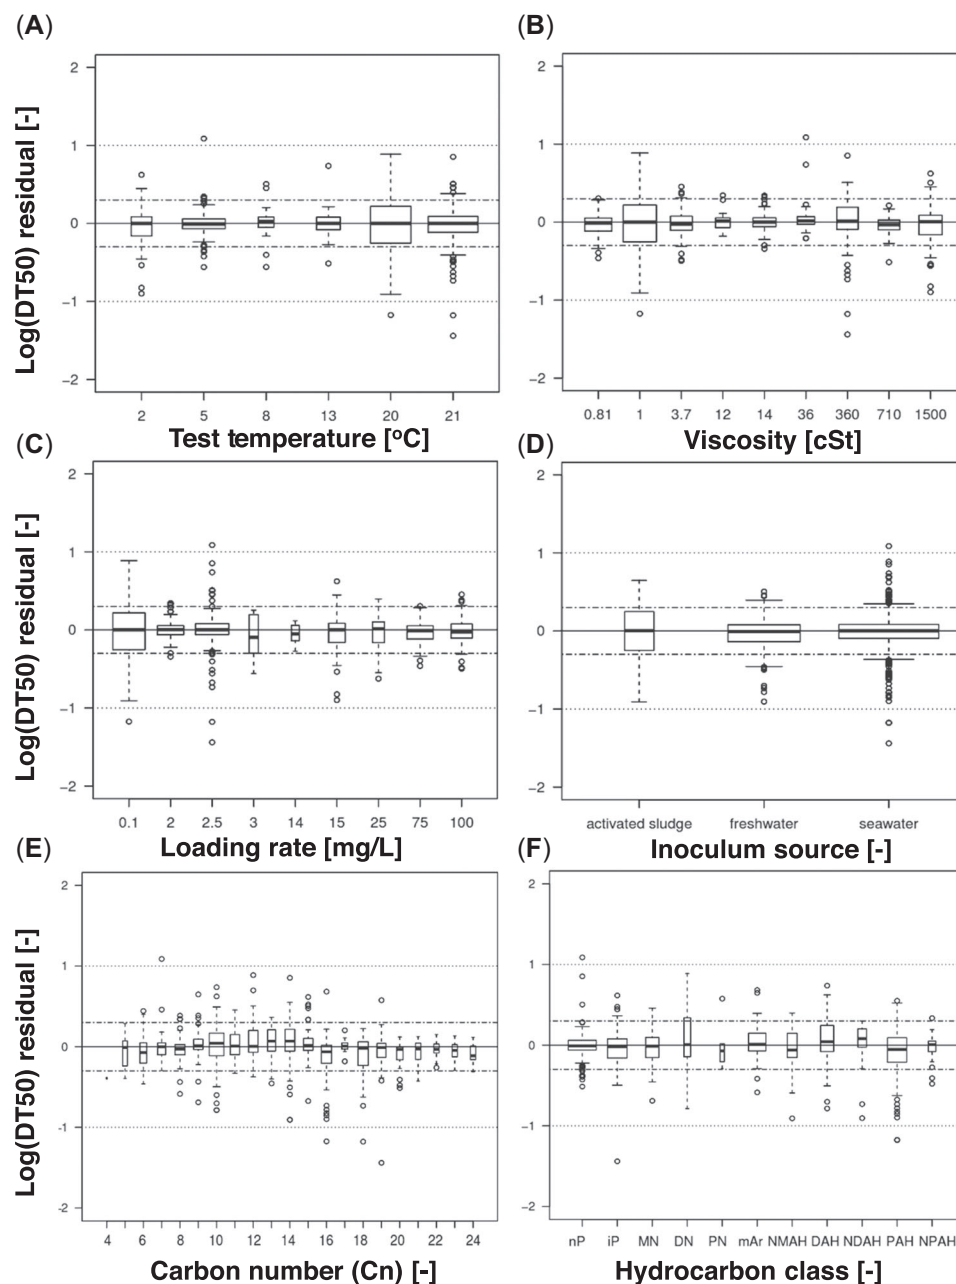 (A)
Log(DT50) residual [-]
2
1
0
−1
−2
2 5 8 13 20 21
Test temperature [ºC]
(B)
2
1
0
−1
−2
0.81 1 3.7 12 14 36 360 710 1500
Viscosity [cSt]
(C)
Log(DT50) residual [-]
2
1
0
−1
−2
0.1 2 2.5 3 14 15 25 75 100
Loading rate [mg/L]
(D)
2
1
0
−1
−2
activated sludge freshwater seawater
Inoculum source [-]
(E)
Log(DT50) residual [-]
2
1
0
−1
−2
4 6 8 10 12 14 16 18 20 22 24
Carbon number (Cn) [-]
(F)
2
1
0
−1
−2
nP iP MN DN PN mAr NMAH DAH NDAH PAH NPAH
Hydrocarbon class [-]